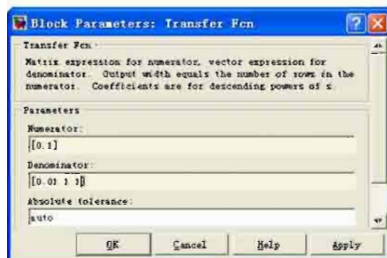 Block Parameters: Transfer Fcn
Transfer Fcn
Matrix expression for numerator, vector expression for
denominator. Output width equals the number of rows in the
numerator. Coefficients are for descending powers of s.
Parameters
Numerator:
[0.1]
Denominator:
[0.01 1 1]
Absolute tolerance:
auto
OK Cancel Help Apply